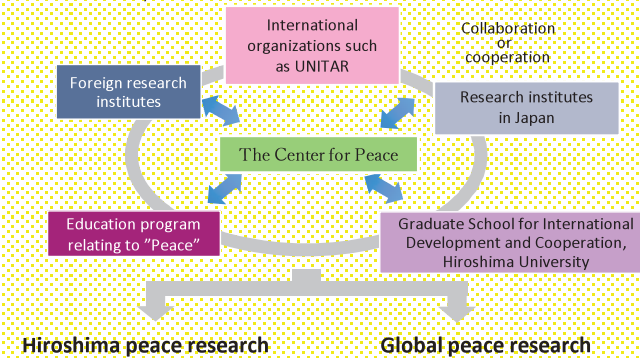 International
organizations such
as UNITAR
Collaboration
or
cooperation
Foreign research
institutes
Research institutes
in Japan
The Center for Peace
Education program
relating to ”Peace”
Graduate School for International
Development and Cooperation,
Hiroshima University
Hiroshima peace research
Global peace research